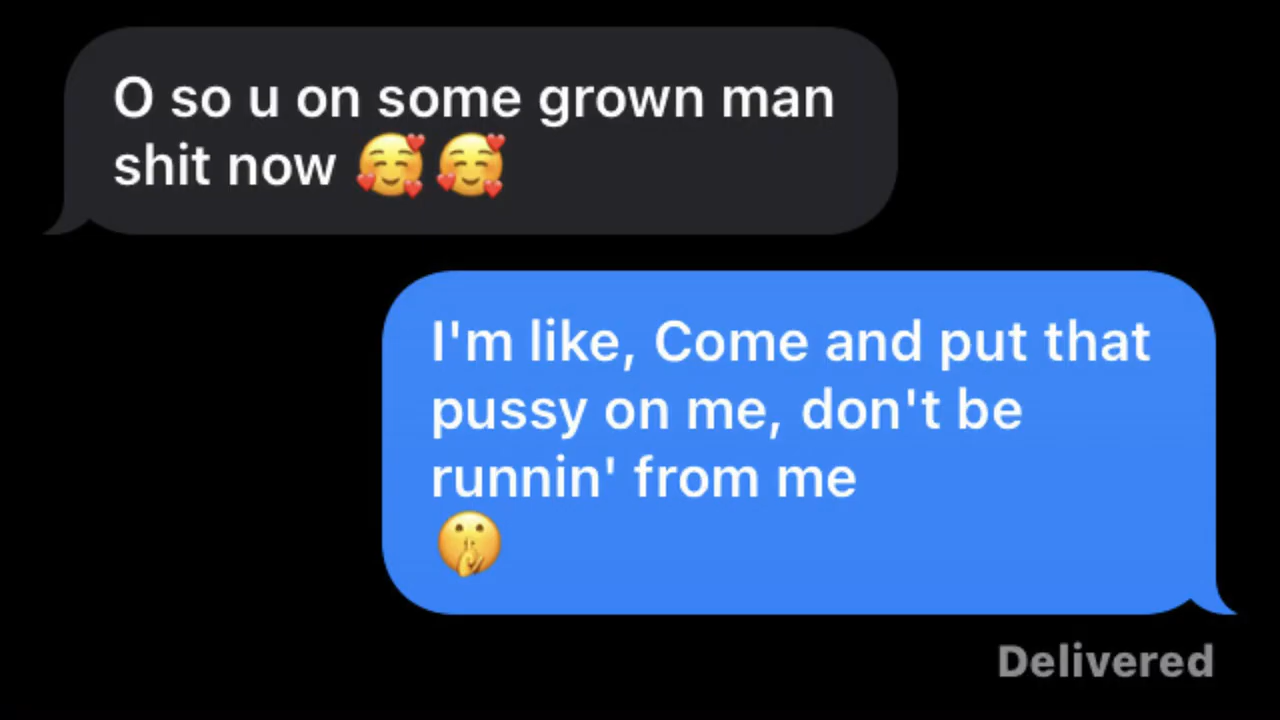 O so u on some grown man
shit now 🥰🥰
I'm like, Come and put that
pussy on me, don't be
runnin' from me
🤫
Delivered